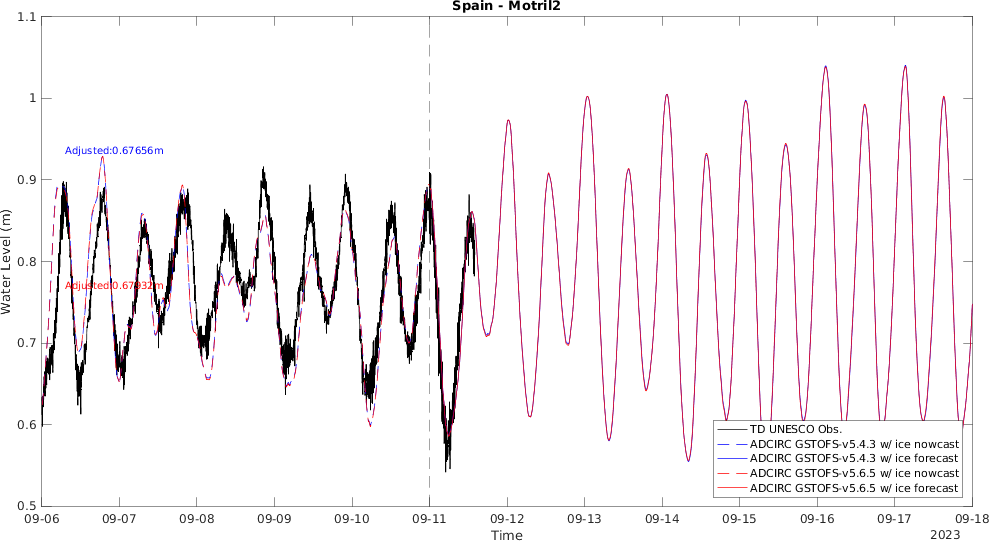 Spain - Motril2
1.1
1
0.9
0.8
0.7
0.6
0.5
Water Level (m)
Adjusted:0.67656m
Adjusted:0.67932m
TD UNESCO Obs.
ADCIRC GSTOFS-v5.4.3 w/ ice nowcast
ADCIRC GSTOFS-v5.4.3 w/ ice forecast
ADCIRC GSTOFS-v5.6.5 w/ ice nowcast
ADCIRC GSTOFS-v5.6.5 w/ ice forecast
09-06 09-07 09-08 09-09 09-10 09-11 09-12 09-13 09-14 09-15 09-16 09-17 09-18
Time
2023